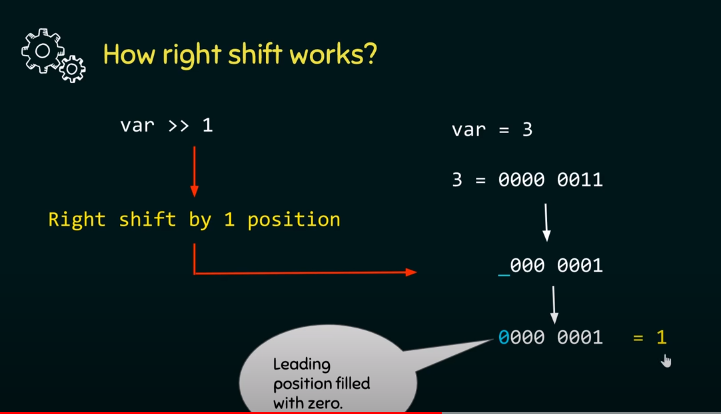 How right shift works?
var >> 1
Right shift by 1 position
var = 3
3 = 0000 0011
_000 0001
0000 0001 = 1
Leading
position filled
with zero.